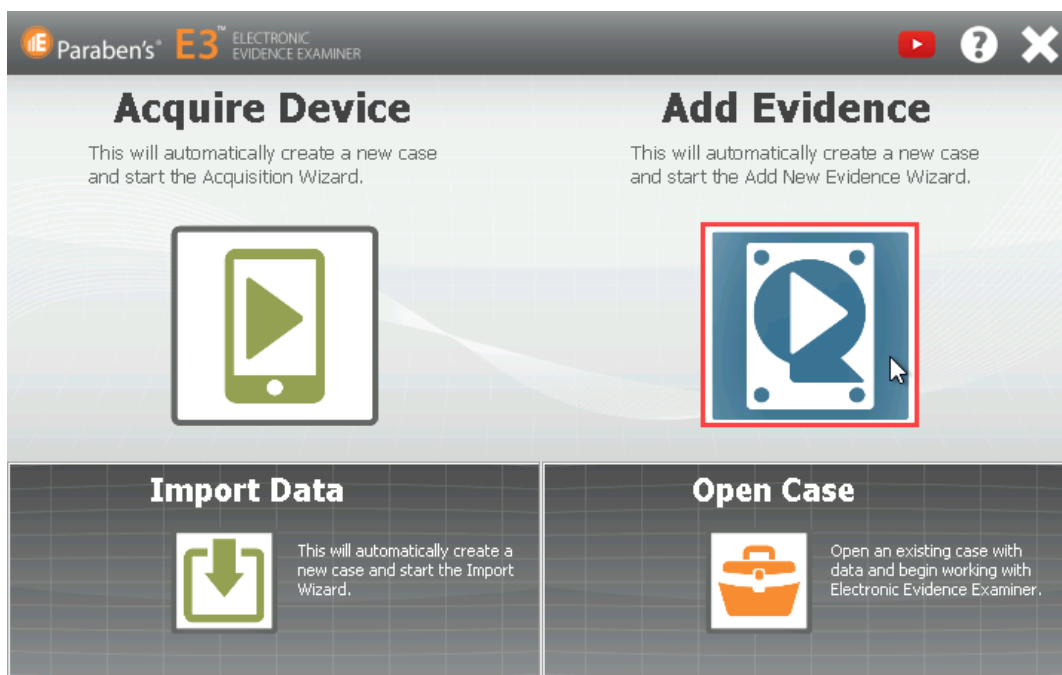 Paraben's® E3™ ELECTRONIC
EVIDENCE EXAMINER
Acquire Device
This will automatically create a new case
and start the Acquisition Wizard.
Add Evidence
This will automatically create a new case
and start the Add New Evidence Wizard.
Import Data
This will automatically create a
new case and start the Import
Wizard.
Open Case
Open an existing case with
data and begin working with
Electronic Evidence Examiner.